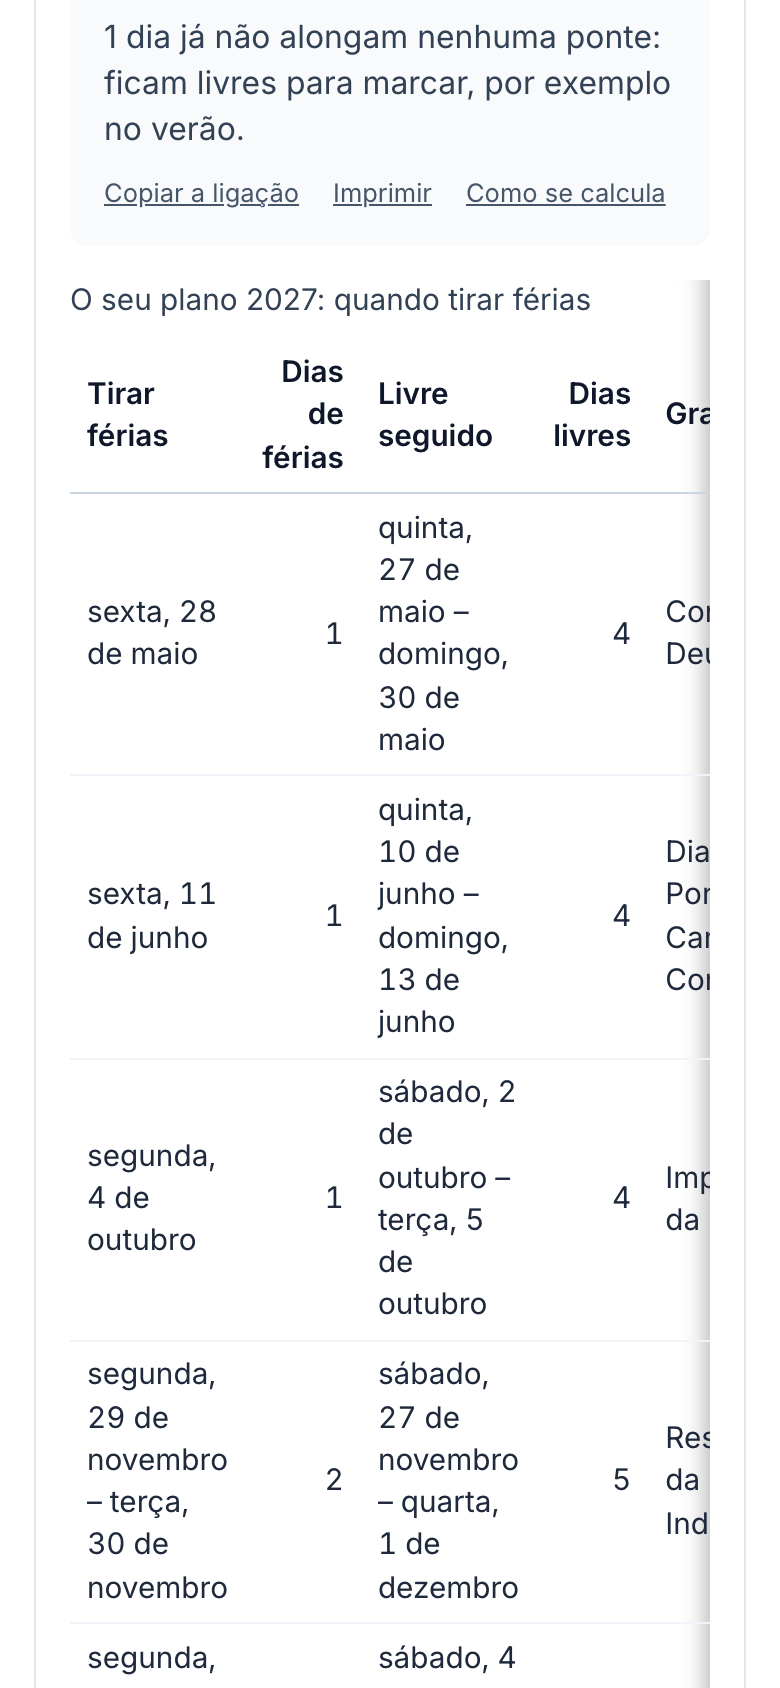 1 dia já não alongam nenhuma ponte:
ficam livres para marcar, por exemplo
no verão.
Copiar a ligação Imprimir Como se calcula
O seu plano 2027: quando tirar férias
Tirar
férias
Dias
de
férias
Livre
seguido
Dias
livres
sexta, 28
de maio
1
quinta,
27 de
maio –
domingo,
30 de
maio
4
sexta, 11
de junho
1
quinta,
10 de
junho –
domingo,
13 de
junho
4
segunda,
4 de
outubro
1
sábado, 2
de
outubro –
terça, 5
de
outubro
4
da
segunda,
29 de
novembro
– terça,
30 de
novembro
2
sábado,
27 de
novembro
– quarta,
1 de
dezembro
5
da
segunda,
sábado, 4